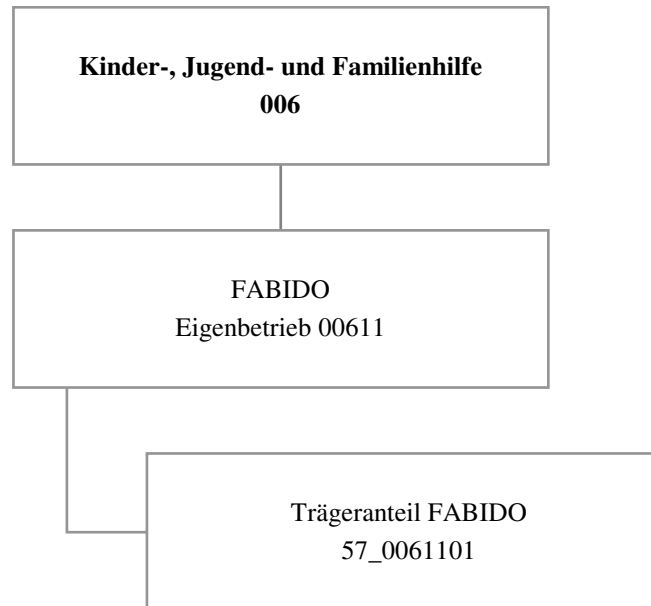 Kinder-, Jugend- und Familienhilfe
006
FABIDO
Eigenbetrieb 00611
Trägeranteil FABIDO
57_0061101